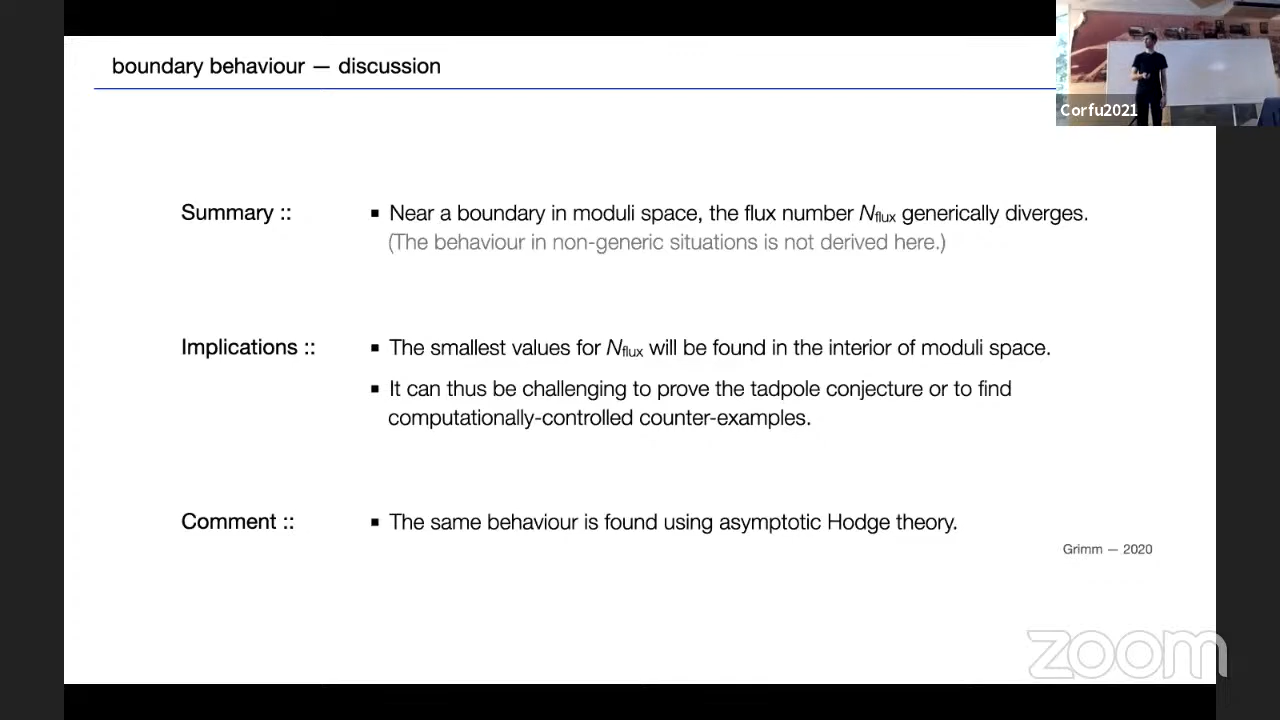 boundary behaviour — discussion
Corfu2021
Summary :: ▪ Near a boundary in moduli space, the flux number Nflux generically diverges.
(The behaviour in non-generic situations is not derived here.)
Implications :: ▪ The smallest values for Nflux will be found in the interior of moduli space.
▪ It can thus be challenging to prove the tadpole conjecture or to find
computationally-controlled counter-examples.
Comment :: ▪ The same behaviour is found using asymptotic Hodge theory.
Grimm — 2020
zoom